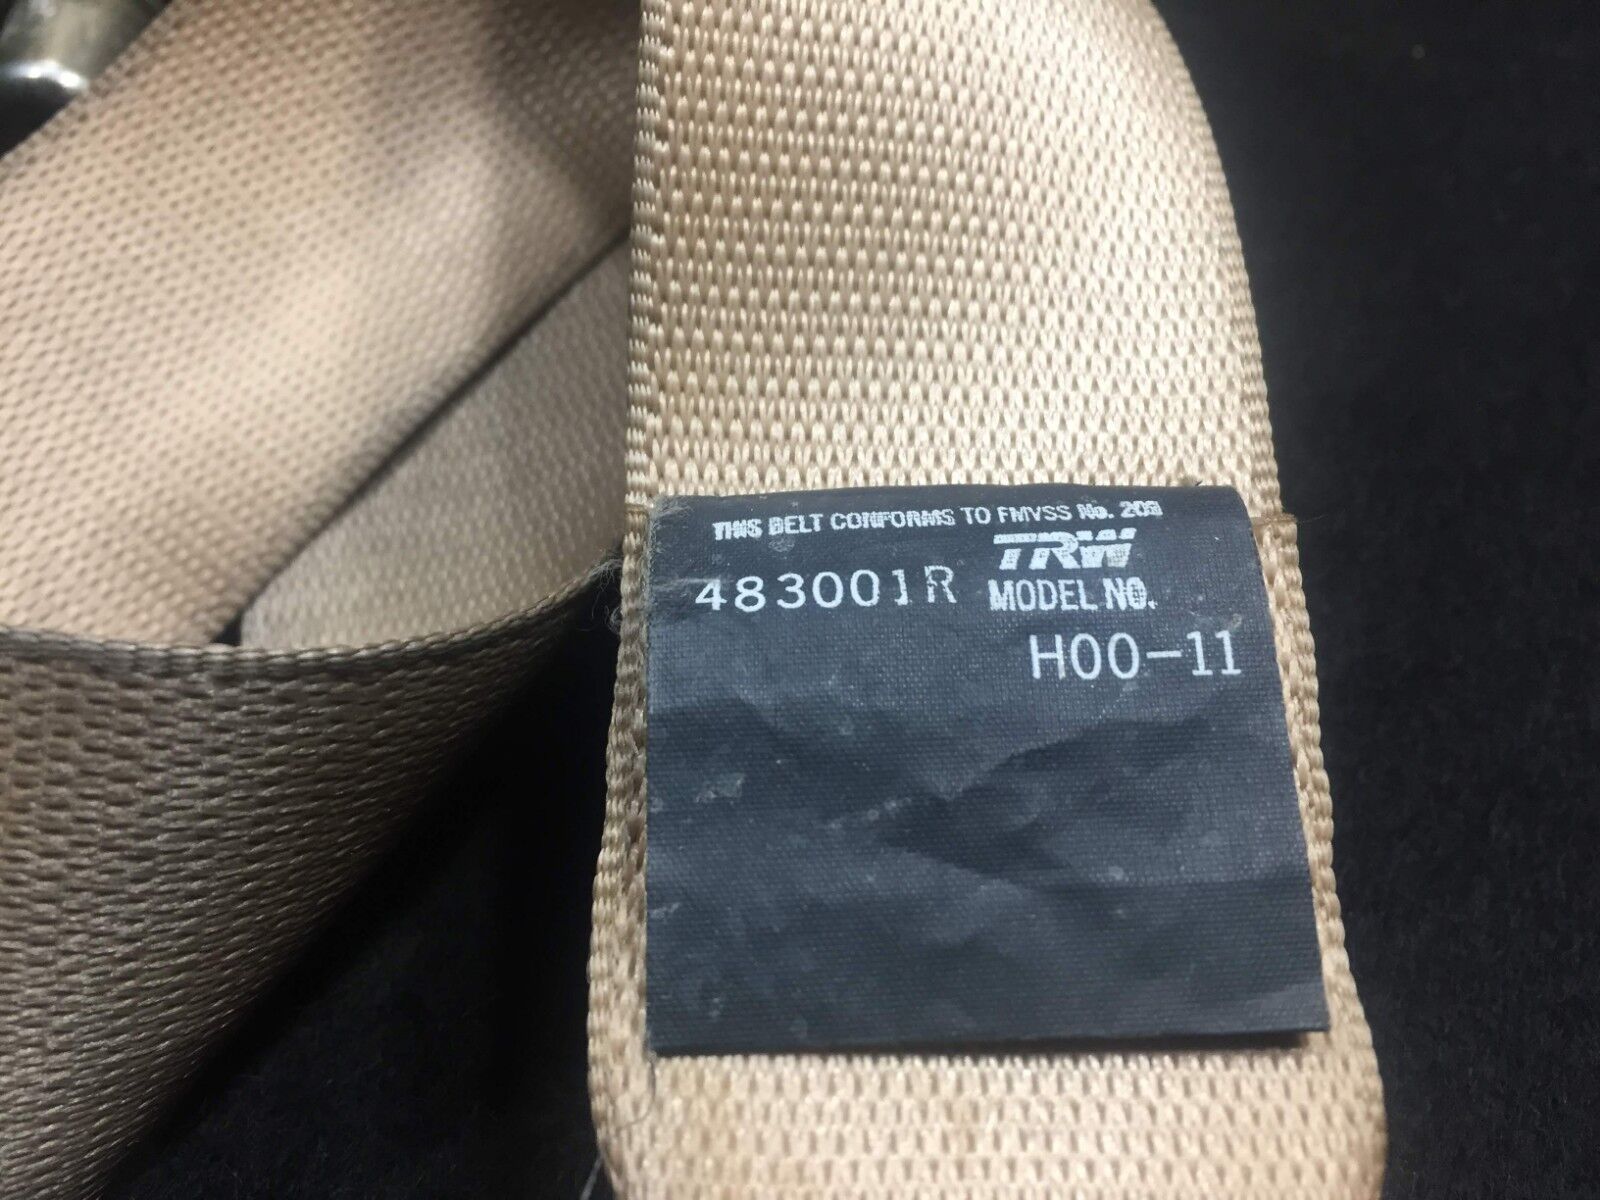 THIS BELT CONFORMS TO FMVSS No. 209
TRW
483001R MODEL NO.
H00-11